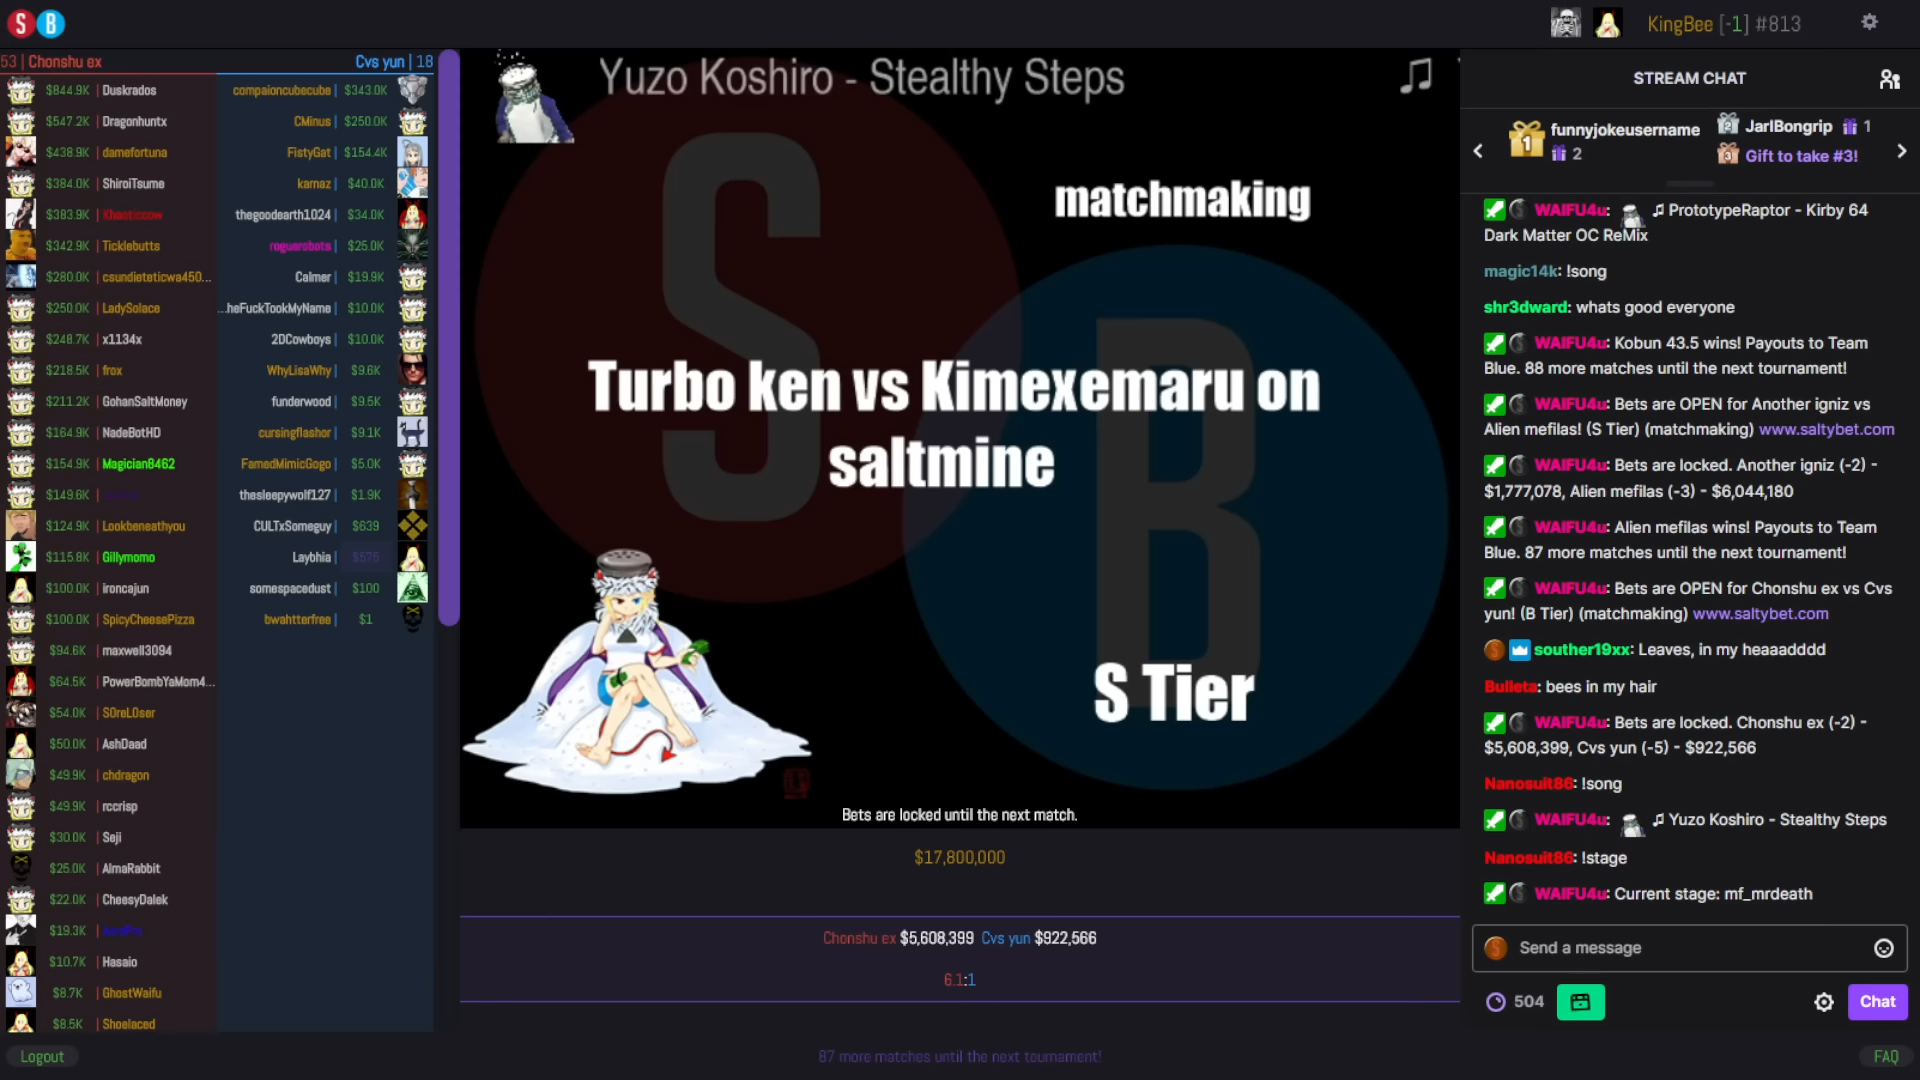 S B
KingBee [-1] #813
53 | Chonshu ex
Cvs yun | 18
$844.9K | Duskrados
$547.2K | Dragonhuntx
$438.9K | damefortuna
$384.0K | ShiroiTsume
$383.9K | Khaoticcow
$342.9K | Ticklebutts
$280.0K | csundieteticwa450...
$250.0K | LadySolace
$248.7K | x1134x
$218.5K | frox
$211.2K | GohanSaltMoney
$164.9K | NadeBotHD
$154.9K | Magician8462
$149.6K |
$124.9K | Lookbeneathyou
$115.8K | Gillymomo
$100.0K | ironcajun
$100.0K | SpicyCheesePizza
$94.6K | maxwell3094
$64.5K | PowerBombYaMom4...
$54.0K | S0reL0ser
$50.0K | AshDaad
$49.9K | chdragon
$49.9K | rccrisp
$30.0K | Seji
$25.0K | AlmaRabbit
$22.0K | CheesyDalek
$19.3K |
$10.7K | Hasaio
$8.7K | GhostWaifu
$8.5K | Shoelaced
compaioncubecube | $343.0K
CMinus | $250.0K
FistyGat | $154.4K
karnaz | $40.0K
thegoodearth1024 | $34.0K
roguerobots | $25.0K
Calmer | $19.9K
...heFuckTookMyName | $10.0K
2DCowboys | $10.0K
WhyLisaWhy | $9.6K
funderwood | $9.5K
cursingflashor | $9.1K
FamedMimicGogo | $5.0K
thesleepywolf127 | $1.9K
CULTxSomeguy | $639
Laybhia | $575
somespacedust | $100
bwahtterfree | $1
Yuzo Koshiro - Stealthy Steps
matchmaking
S
B
Turbo ken vs Kimexemaru on
saltmine
S Tier
Bets are locked until the next match.
$17,800,000
Chonshu ex $5,608,399 Cvs yun $922,566
6.1:1
87 more matches until the next tournament!
Logout
FAQ
STREAM CHAT
1 funnyjokeusername
2
2 JarlBongrip 1
3 Gift to take #3!
WAIFU4u: ♫ PrototypeRaptor - Kirby 64
Dark Matter OC ReMix
magic14k: !song
shr3dward: whats good everyone
WAIFU4u: Kobun 43.5 wins! Payouts to Team
Blue. 88 more matches until the next tournament!
WAIFU4u: Bets are OPEN for Another igniz vs
Alien mefilas! (S Tier) (matchmaking) www.saltybet.com
WAIFU4u: Bets are locked. Another igniz (-2) -
$1,777,078, Alien mefilas (-3) - $6,044,180
WAIFU4u: Alien mefilas wins! Payouts to Team
Blue. 87 more matches until the next tournament!
WAIFU4u: Bets are OPEN for Chonshu ex vs Cvs
yun! (B Tier) (matchmaking) www.saltybet.com
souther19xx: Leaves, in my heaaadddd
Bulleta: bees in my hair
WAIFU4u: Bets are locked. Chonshu ex (-2) -
$5,608,399, Cvs yun (-5) - $922,566
Nanosuit86: !song
WAIFU4u: ♫ Yuzo Koshiro - Stealthy Steps
Nanosuit86: !stage
WAIFU4u: Current stage: mf_mrdeath
Send a message
504
Chat